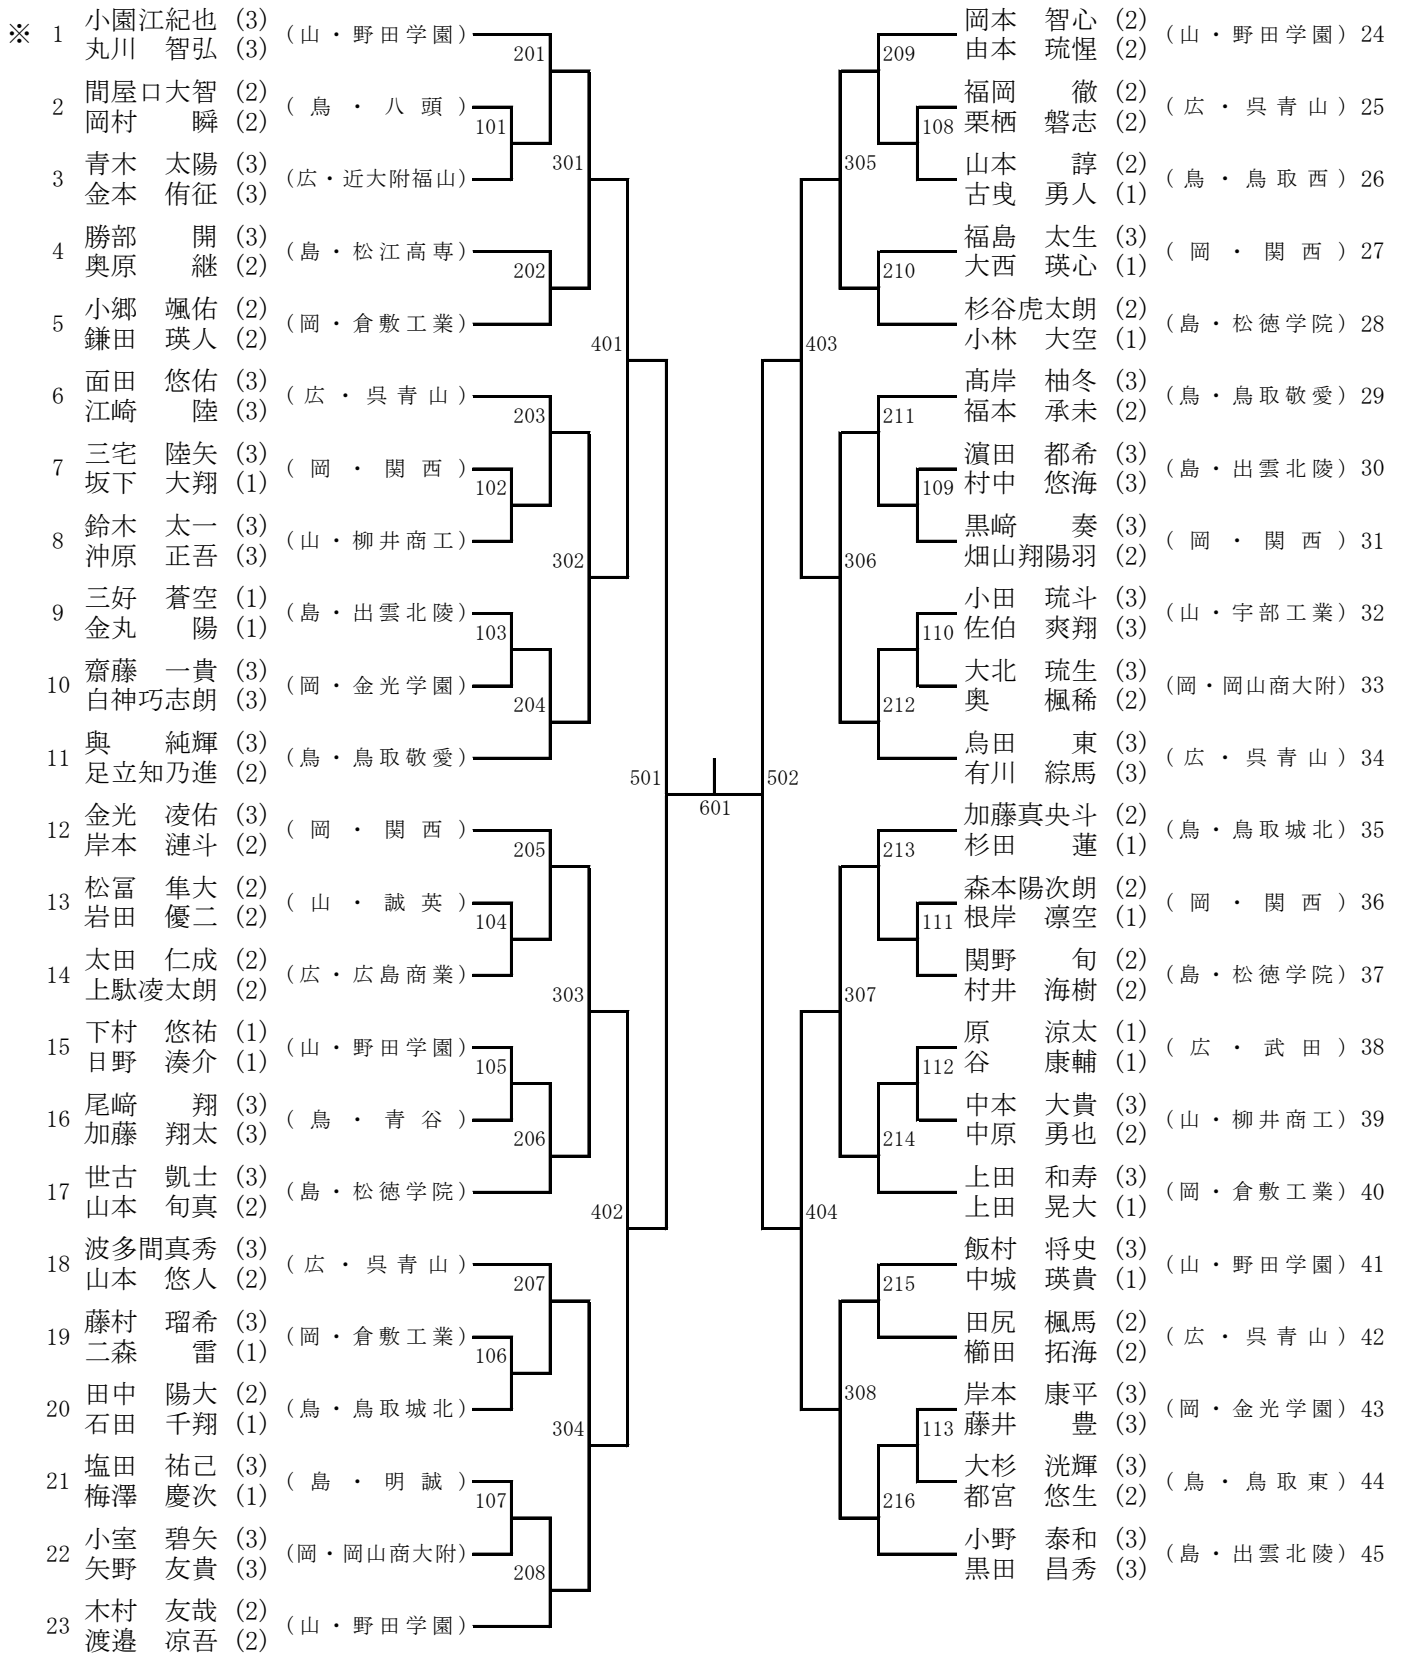 ※ 1 小園江紀也 (3) (山・野田学園)
丸川 智弘 (3)
2 間屋口大智 (2) (鳥・八頭)
岡村 瞬 (2)
3 青木 太陽 (3) (広・近大附福山)
金本 侑征 (3)
4 勝部 開 (3) (島・松江高専)
奥原 継 (2)
5 小郷 颯佑 (2) (岡・倉敷工業)
鎌田 瑛人 (2)
6 面田 悠佑 (3) (広・呉青山)
江崎 陸 (3)
7 三宅 陸矢 (3) (岡・関西)
坂下 大翔 (1)
8 鈴木 太一 (3) (山・柳井商工)
沖原 正吾 (3)
9 三好 蒼空 (1) (島・出雲北陵)
金丸 陽 (1)
10 齋藤 一貴 (3) (岡・金光学園)
白神巧志朗 (3)
11 與 純輝 (3) (鳥・鳥取敬愛)
足立知乃進 (2)
12 金光 凌佑 (3) (岡・関西)
岸本 漣斗 (2)
13 松冨 隼大 (2) (山・誠英)
岩田 優二 (2)
14 太田 仁成 (2) (広・広島商業)
上駄凌太朗 (2)
15 下村 悠祐 (1) (山・野田学園)
日野 湊介 (1)
16 尾﨑 翔 (3) (鳥・青谷)
加藤 翔太 (3)
17 世古 凱士 (3) (島・松徳学院)
山本 旬真 (2)
18 波多間真秀 (3) (広・呉青山)
山本 悠人 (2)
19 藤村 瑠希 (3) (岡・倉敷工業)
二森 雷 (1)
20 田中 陽大 (2) (鳥・鳥取城北)
石田 千翔 (1)
21 塩田 祐己 (3) (島・明誠)
梅澤 慶次 (1)
22 小室 碧矢 (3) (岡・岡山商大附)
矢野 友貴 (3)
23 木村 友哉 (2) (山・野田学園)
渡邉 凉吾 (2)
201
101
301
202
401
203
102
302
103
204
501
205
104
303
105
206
402
207
106
304
107
208
601
502
209
108
305
210
403
211
109
306
110
212
213
111
307
112
214
404
215
308
113
216
岡本 智心 (2) (山・野田学園) 24
由本 琉惺 (2)
福岡 徹 (2) (広・呉青山) 25
栗栖 磐志 (2)
山本 諄 (2) (鳥・鳥取西) 26
古曵 勇人 (1)
福島 太生 (3) (岡・関西) 27
大西 瑛心 (1)
杉谷虎太朗 (2) (島・松徳学院) 28
小林 大空 (1)
髙岸 柚冬 (3) (鳥・鳥取敬愛) 29
福本 承未 (2)
濵田 都希 (3) (島・出雲北陵) 30
村中 悠海 (3)
黒﨑 奏 (3) (岡・関西) 31
畑山翔陽羽 (2)
小田 琉斗 (3) (山・宇部工業) 32
佐伯 爽翔 (3)
大北 琉生 (3) (岡・岡山商大附) 33
奥 楓稀 (2)
烏田 東 (3) (広・呉青山) 34
有川 綜馬 (3)
加藤真央斗 (2) (鳥・鳥取城北) 35
杉田 蓮 (1)
森本陽次朗 (2) (岡・関西) 36
根岸 凛空 (1)
関野 旬 (2) (島・松徳学院) 37
村井 海樹 (2)
原 涼太 (1) (広・武田) 38
谷 康輔 (1)
中本 大貴 (3) (山・柳井商工) 39
中原 勇也 (2)
上田 和寿 (3) (岡・倉敷工業) 40
上田 晃大 (1)
飯村 将史 (3) (山・野田学園) 41
中城 瑛貴 (1)
田尻 楓馬 (2) (広・呉青山) 42
櫛田 拓海 (2)
岸本 康平 (3) (岡・金光学園) 43
藤井 豊 (3)
大杉 洸輝 (3) (鳥・鳥取東) 44
都宮 悠生 (2)
小野 泰和 (3) (島・出雲北陵) 45
黒田 昌秀 (3)